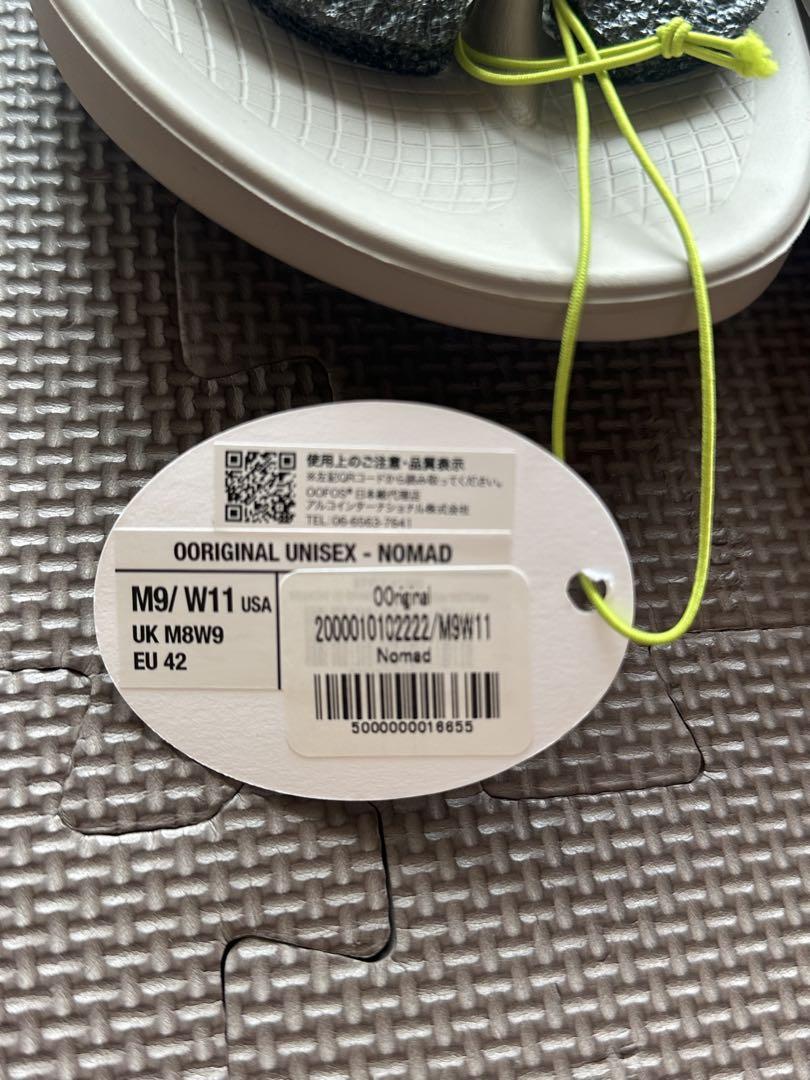 使用上のご注意・品質表示
※左記QRコードから読み取ってください。
OOFOS® 日本総代理店
アルコインターナショナル株式会社
TEL:06-6563-7641
OORIGINAL UNISEX - NOMAD
M9/ W11 USA
UK M8W9
EU 42
OOriginal
2000010102222/M9W11
Nomad
5000000016655